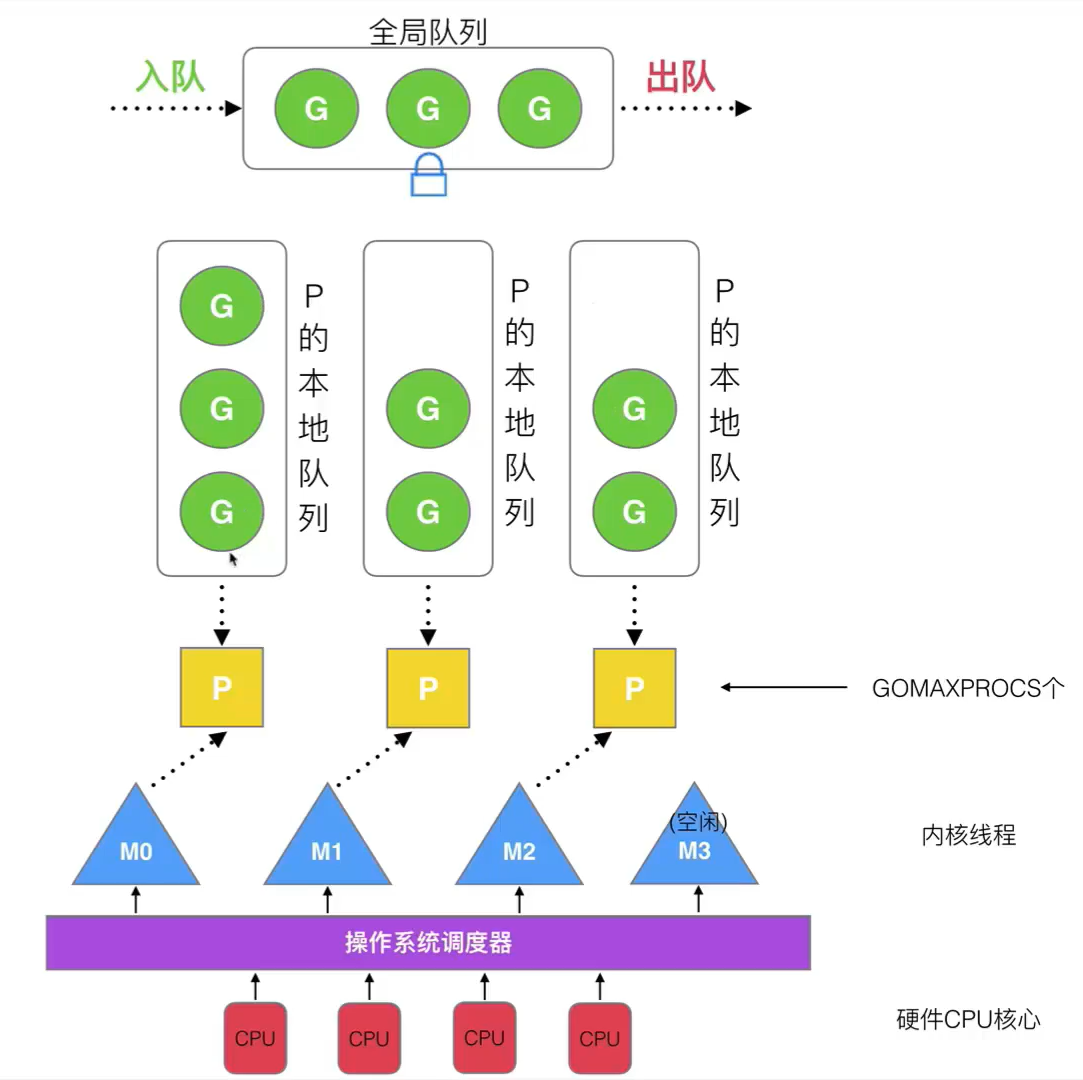 全局队列
入队
出队
G G G
G
G G G
G G G
P的本地队列
P的本地队列
P的本地队列
P P P
GOMAXPROCS个
(空闲)
M0 M1 M2 M3
内核线程
操作系统调度器
CPU CPU CPU CPU
硬件CPU核心